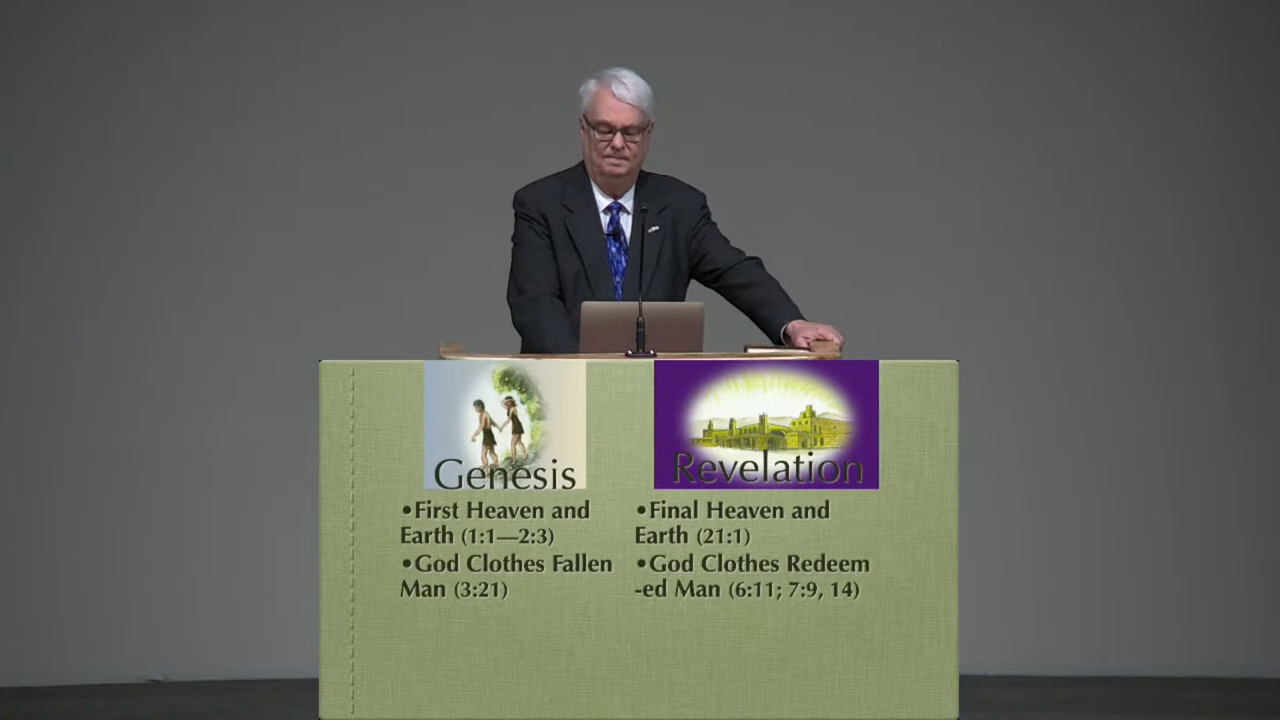 Genesis
•First Heaven and
Earth (1:1—2:3)
•God Clothes Fallen
Man (3:21)
Revelation
•Final Heaven and
Earth (21:1)
•God Clothes Redeem
-ed Man (6:11; 7:9, 14)